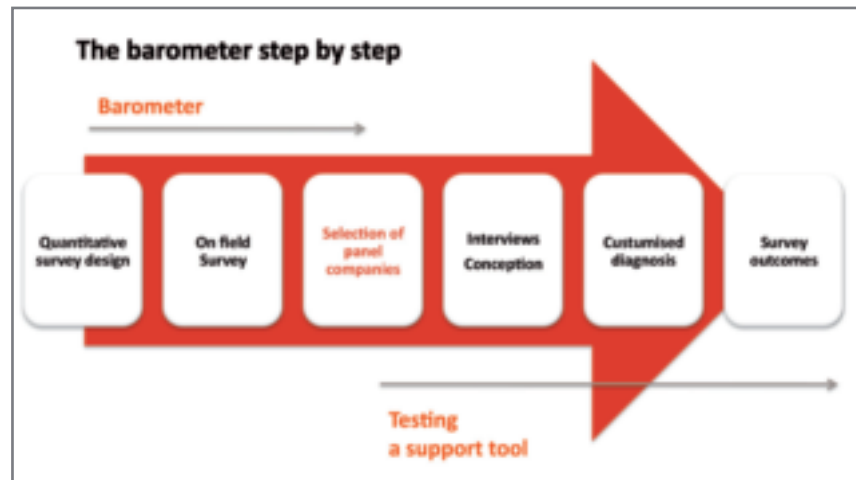 The barometer step by step
Barometer
Quantitative
survey design
On field
Survey
Selection of
panel
companies
Interviews
Conception
Custumised
diagnosis
Survey
outcomes
Testing
a support tool